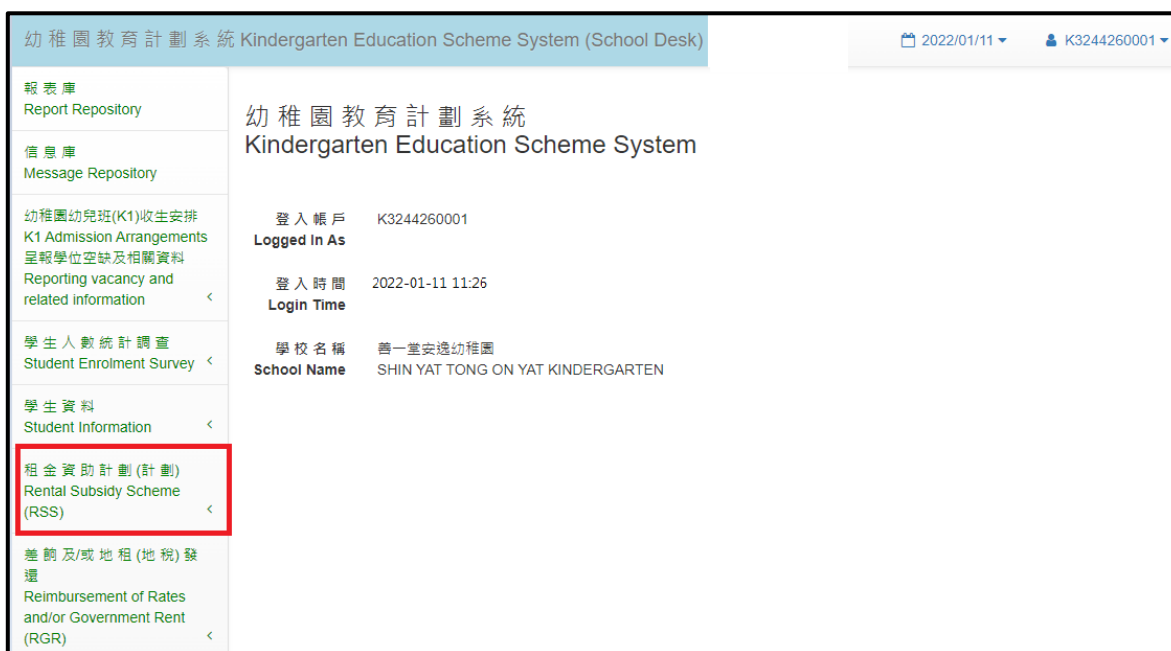 幼稚園教育計劃系統 Kindergarten Education Scheme System (School Desk)
2022/01/11
K3244260001
報表庫
Report Repository
信息庫
Message Repository
幼稚園幼兒班(K1)收生安排
K1 Admission Arrangements
呈報學位空缺及相關資料
Reporting vacancy and
related information
學生人數統計調查
Student Enrolment Survey
學生資料
Student Information
租金資助計劃(計劃)
Rental Subsidy Scheme
(RSS)
差餉及/或地租(地稅)發
還
Reimbursement of Rates
and/or Government Rent
(RGR)
幼稚園教育計劃系統
Kindergarten Education Scheme System
登入帳戶 K3244260001
Logged In As
登入時間 2022-01-11 11:26
Login Time
學校名稱 善一堂安逸幼稚園
School Name SHIN YAT TONG ON YAT KINDERGARTEN